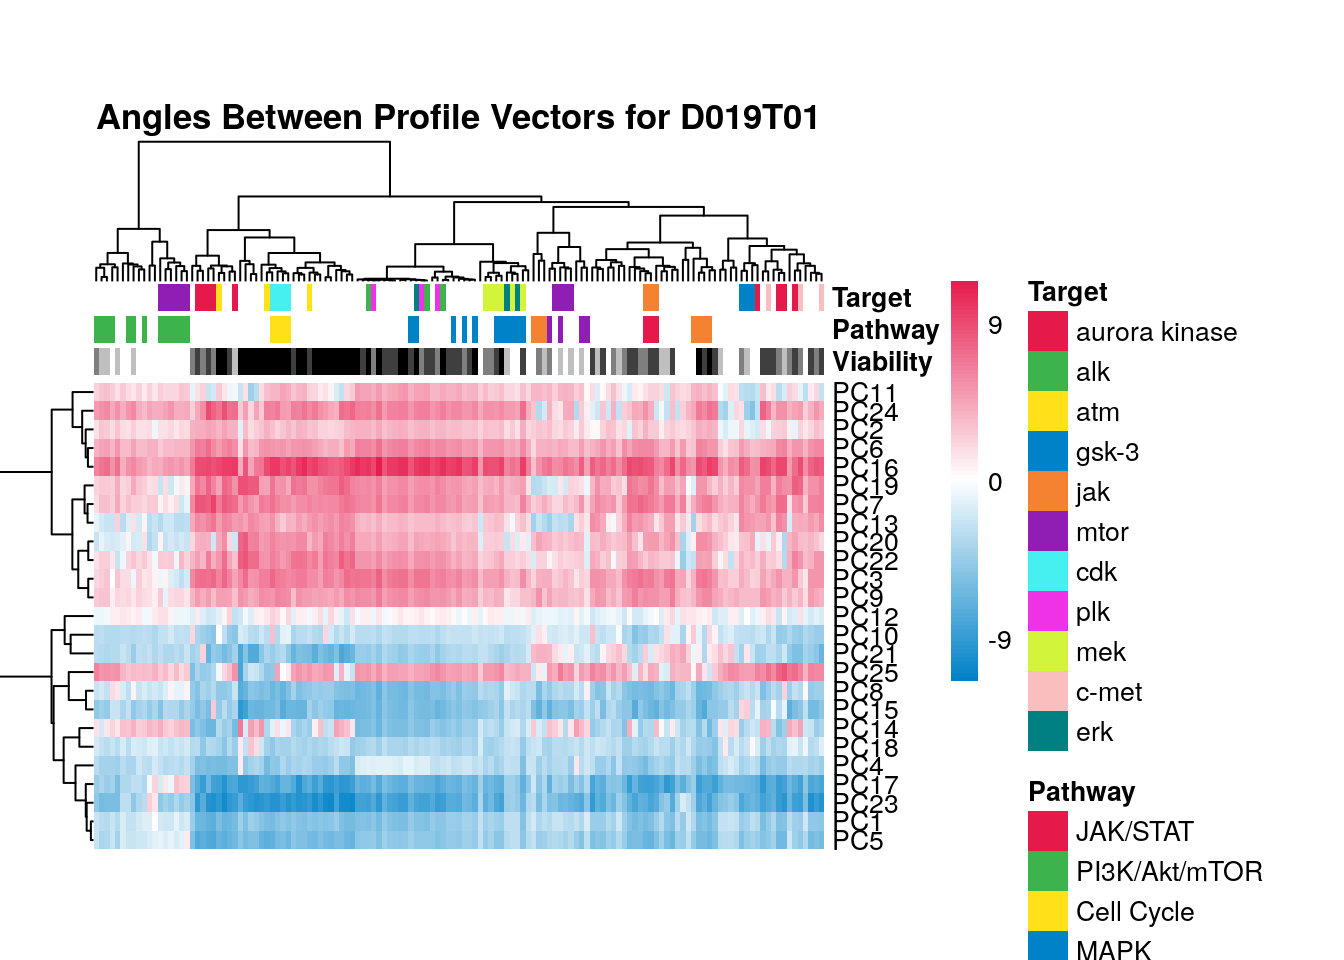 Angles Between Profile Vectors for D019T01
Target
Pathway
Viability
PC11
PC24
PC2
PC6
PC16
PC19
PC7
PC13
PC20
PC22
PC3
PC9
PC12
PC10
PC21
PC25
PC8
PC15
PC14
PC18
PC4
PC17
PC23
PC1
PC5
9
0
-9
Target
aurora kinase
alk
atm
gsk-3
jak
mtor
cdk
plk
mek
c-met
erk
Pathway
JAK/STAT
PI3K/Akt/mTOR
Cell Cycle
MAPK